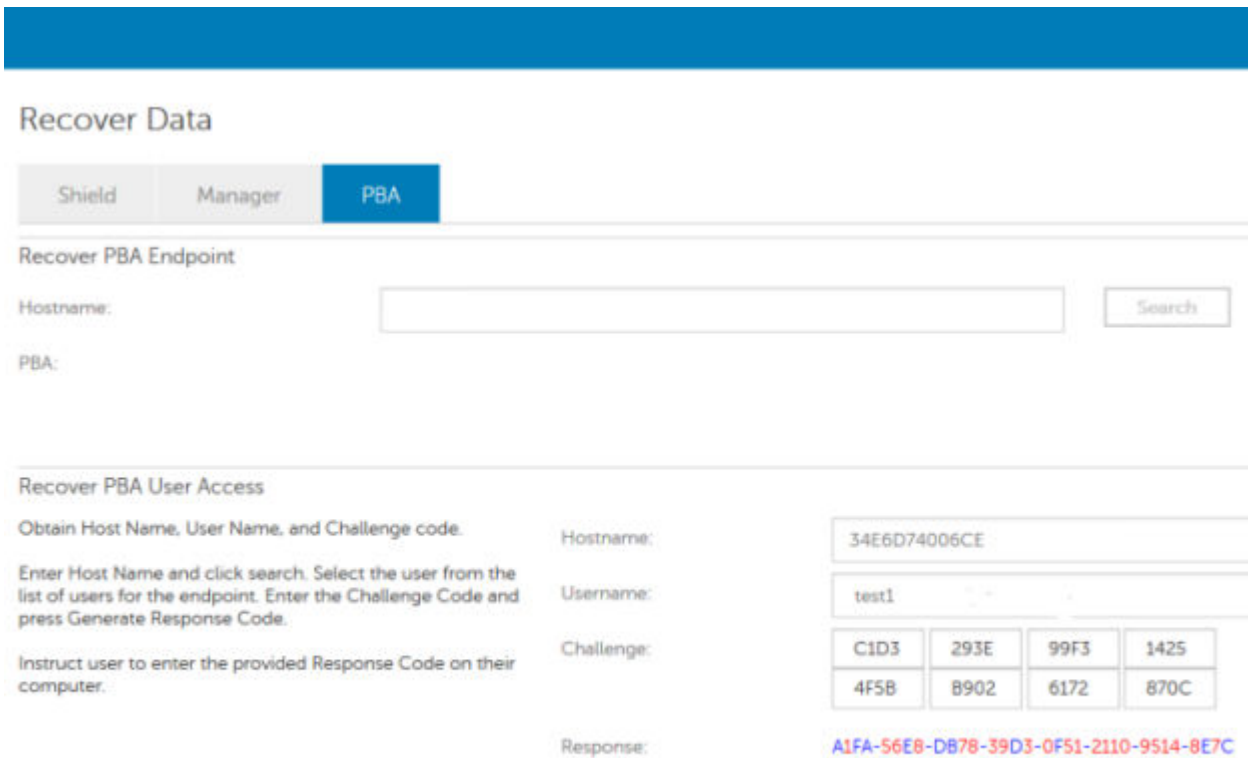 Recover Data
Shield Manager PBA
Recover PBA Endpoint
Hostname: Search
PBA:
Recover PBA User Access
Obtain Host Name, User Name, and Challenge code.
Enter Host Name and click search. Select the user from the
list of users for the endpoint. Enter the Challenge Code and
press Generate Response Code.
Instruct user to enter the provided Response Code on their
computer.
Hostname: 34E6D74006CE
Username: test1
Challenge: C1D3 293E 99F3 1425
4F5B B902 6172 870C
Response: A1FA-56E8-DB78-39D3-0F51-2110-9514-8E7C